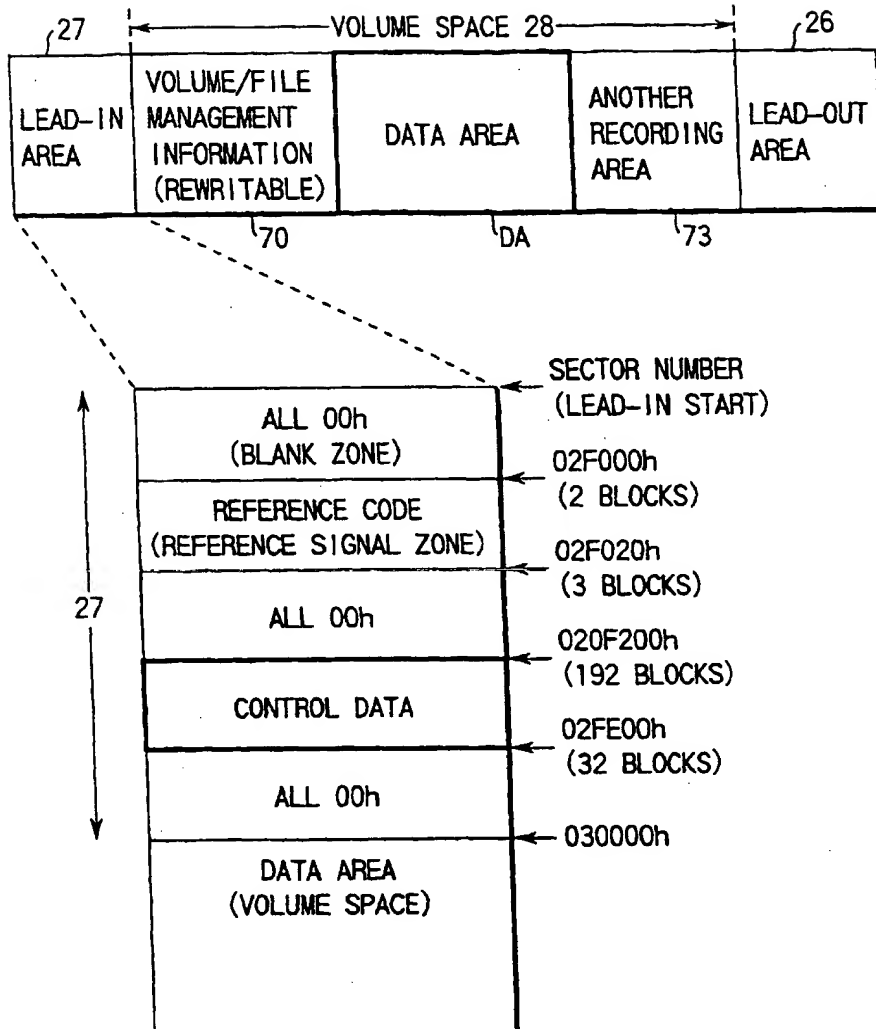 27
VOLUME SPACE 28
26
LEAD-IN
AREA
VOLUME/FILE
MANAGEMENT
INFORMATION
(REWRITABLE)
DATA AREA
ANOTHER
RECORDING
AREA
LEAD-OUT
AREA
70
DA
73
SECTOR NUMBER
(LEAD-IN START)
ALL 00h
(BLANK ZONE)
02F000h
(2 BLOCKS)
REFERENCE CODE
(REFERENCE SIGNAL ZONE)
02F020h
(3 BLOCKS)
27
ALL 00h
020F200h
(192 BLOCKS)
CONTROL DATA
02FE00h
(32 BLOCKS)
ALL 00h
030000h
DATA AREA
(VOLUME SPACE)